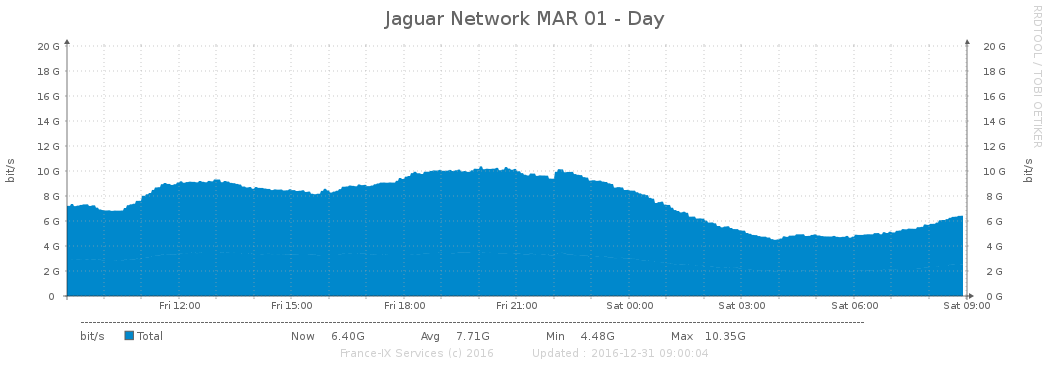 Jaguar Network MAR 01 - Day
RRDTOOL / TOBI OETIKER
bit/s
bit/s
20 G 20 G
18 G 18 G
16 G 16 G
14 G 14 G
12 G 12 G
10 G 10 G
8 G 8 G
6 G 6 G
4 G 4 G
2 G 2 G
0 0 G
Fri 12:00 Fri 15:00 Fri 18:00 Fri 21:00 Sat 00:00 Sat 03:00 Sat 06:00 Sat 09:00
bit/s Total Now 6.40G Avg 7.71G Min 4.48G Max 10.35G
France-IX Services (c) 2016 Updated : 2016-12-31 09:00:04